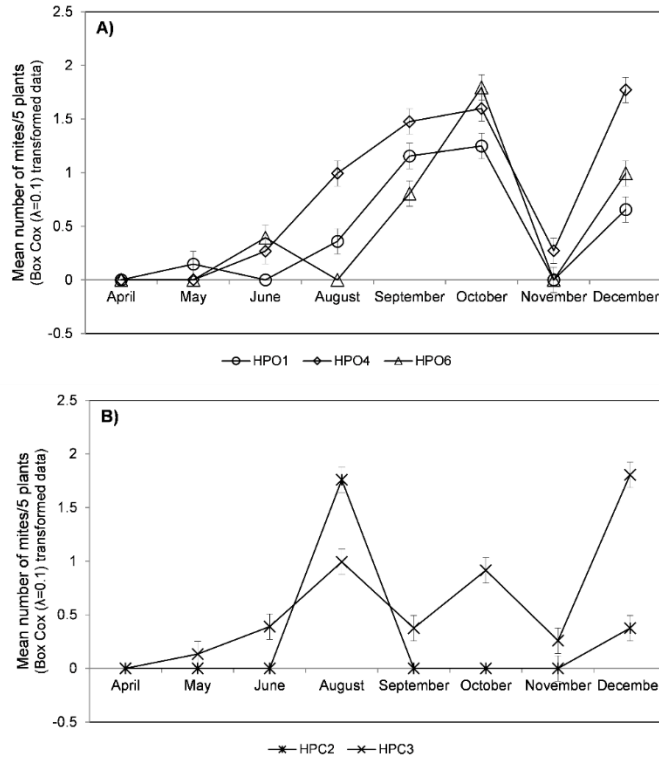 A)
Mean number of mites/5 plants
(Box Cox (λ=0.1) transformed data)
2.5
2
1.5
1
0.5
0
-0.5
April May June August September October November December
HPO1 HPO4 HPO6
B)
Mean number of mites/5 plants
(Box Cox (λ=0.1) transformed data)
2.5
2
1.5
1
0.5
0
-0.5
April May June August September October November December
HPC2 HPC3